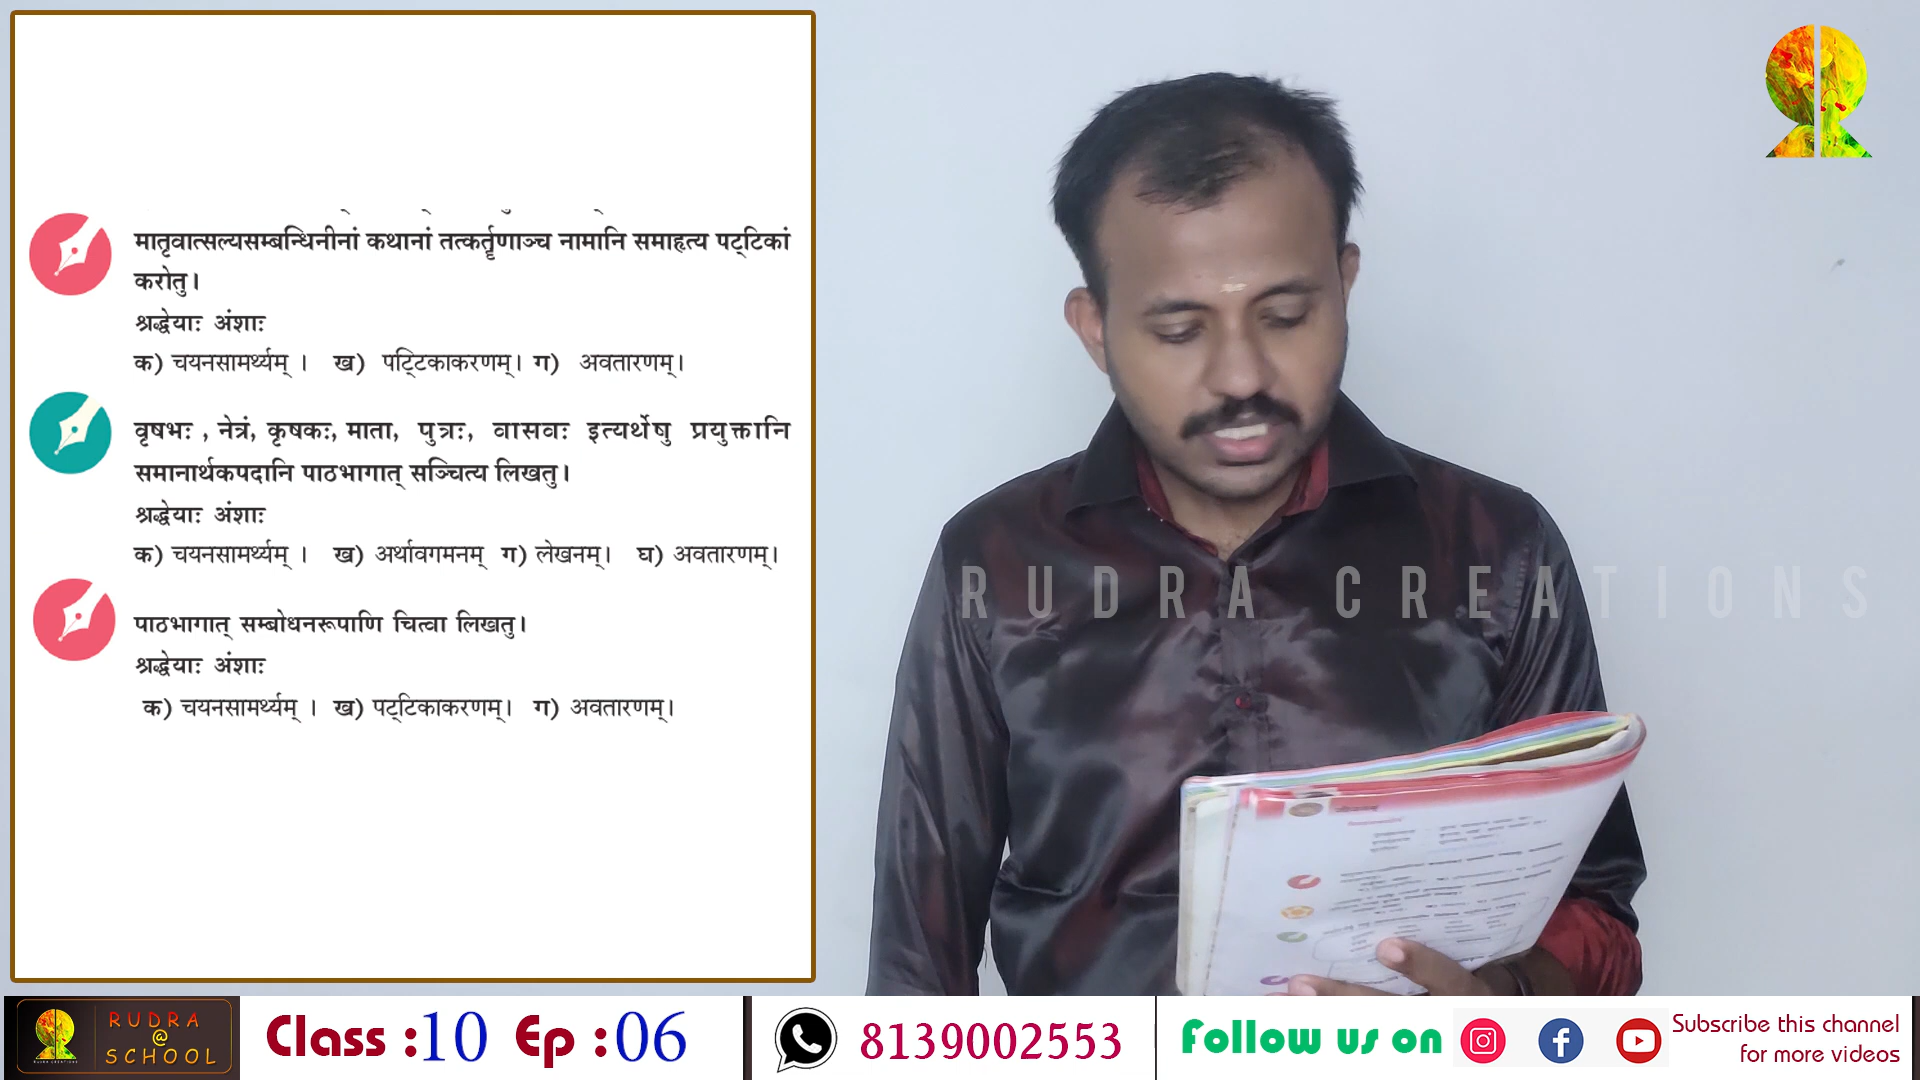 मातृवात्सल्यसम्बन्धिनीनां कथानां तत्कर्तॄणाञ्च नामानि समाहृत्य पट्टिकां
करोतु।
श्रद्धेयाः अंशाः
क) चयनसामर्थ्यम् । ख) पट्टिकाकरणम्। ग) अवतारणम्।
वृषभः , नेत्रं, कृषकः, माता, पुत्रः, वासवः इत्यर्थेषु प्रयुक्तानि
समानार्थकपदानि पाठभागात् सञ्चित्य लिखतु।
श्रद्धेयाः अंशाः
क) चयनसामर्थ्यम् । ख) अर्थावगमनम् ग) लेखनम्। घ) अवतारणम्।
पाठभागात् सम्बोधनरूपाणि चित्वा लिखतु।
श्रद्धेयाः अंशाः
क) चयनसामर्थ्यम् । ख) पट्टिकाकरणम्। ग) अवतारणम्।
RUDRA CREATIONS
RUDRA
@
SCHOOL
Class :10 Ep :06
8139002553
Follow us on
Subscribe this channel
for more videos